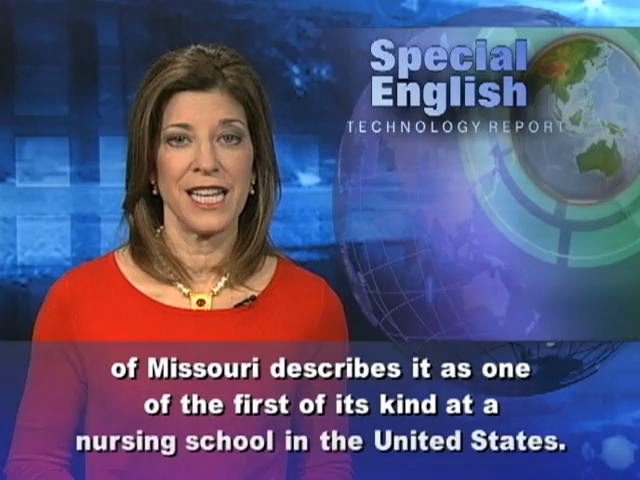 Special
English
TECHNOLOGY REPORT
of Missouri describes it as one
of the first of its kind at a
nursing school in the United States.